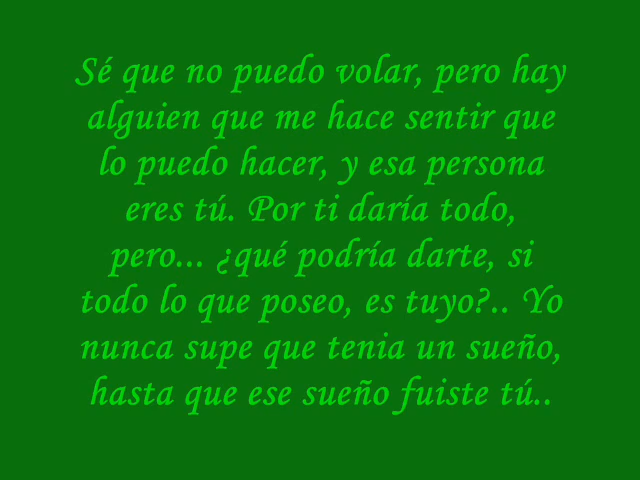 Sé que no puedo volar, pero hay
alguien que me hace sentir que
lo puedo hacer, y esa persona
eres tú. Por ti daría todo,
pero... ¿qué podría darte, si
todo lo que poseo, es tuyo?.. Yo
nunca supe que tenia un sueño,
hasta que ese sueño fuiste tú..